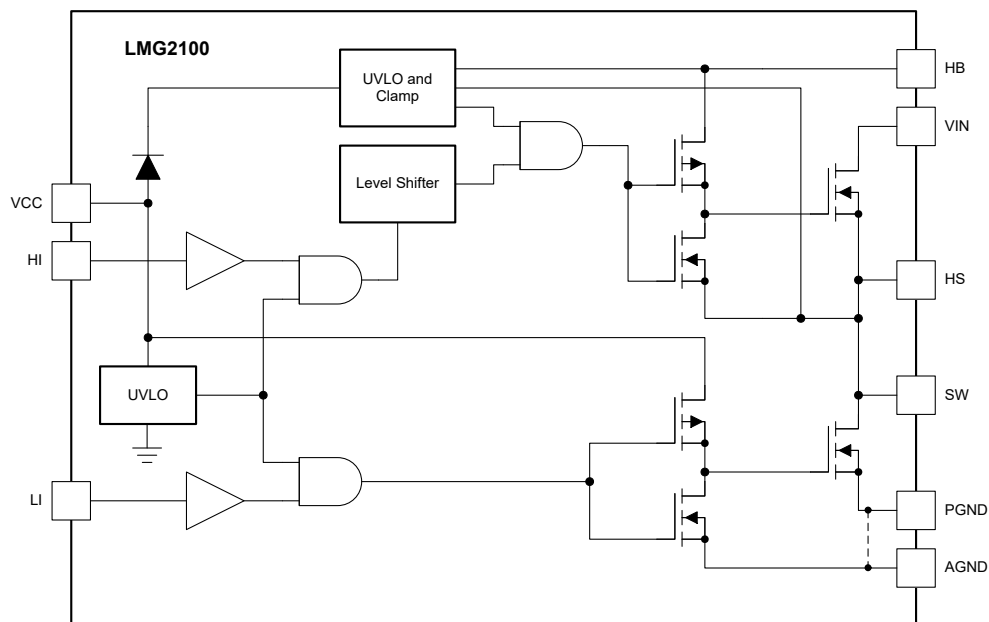 LMG2100
UVLO and
Clamp
HB
VIN
Level Shifter
VCC
HI
HS
UVLO
SW
LI
PGND
AGND